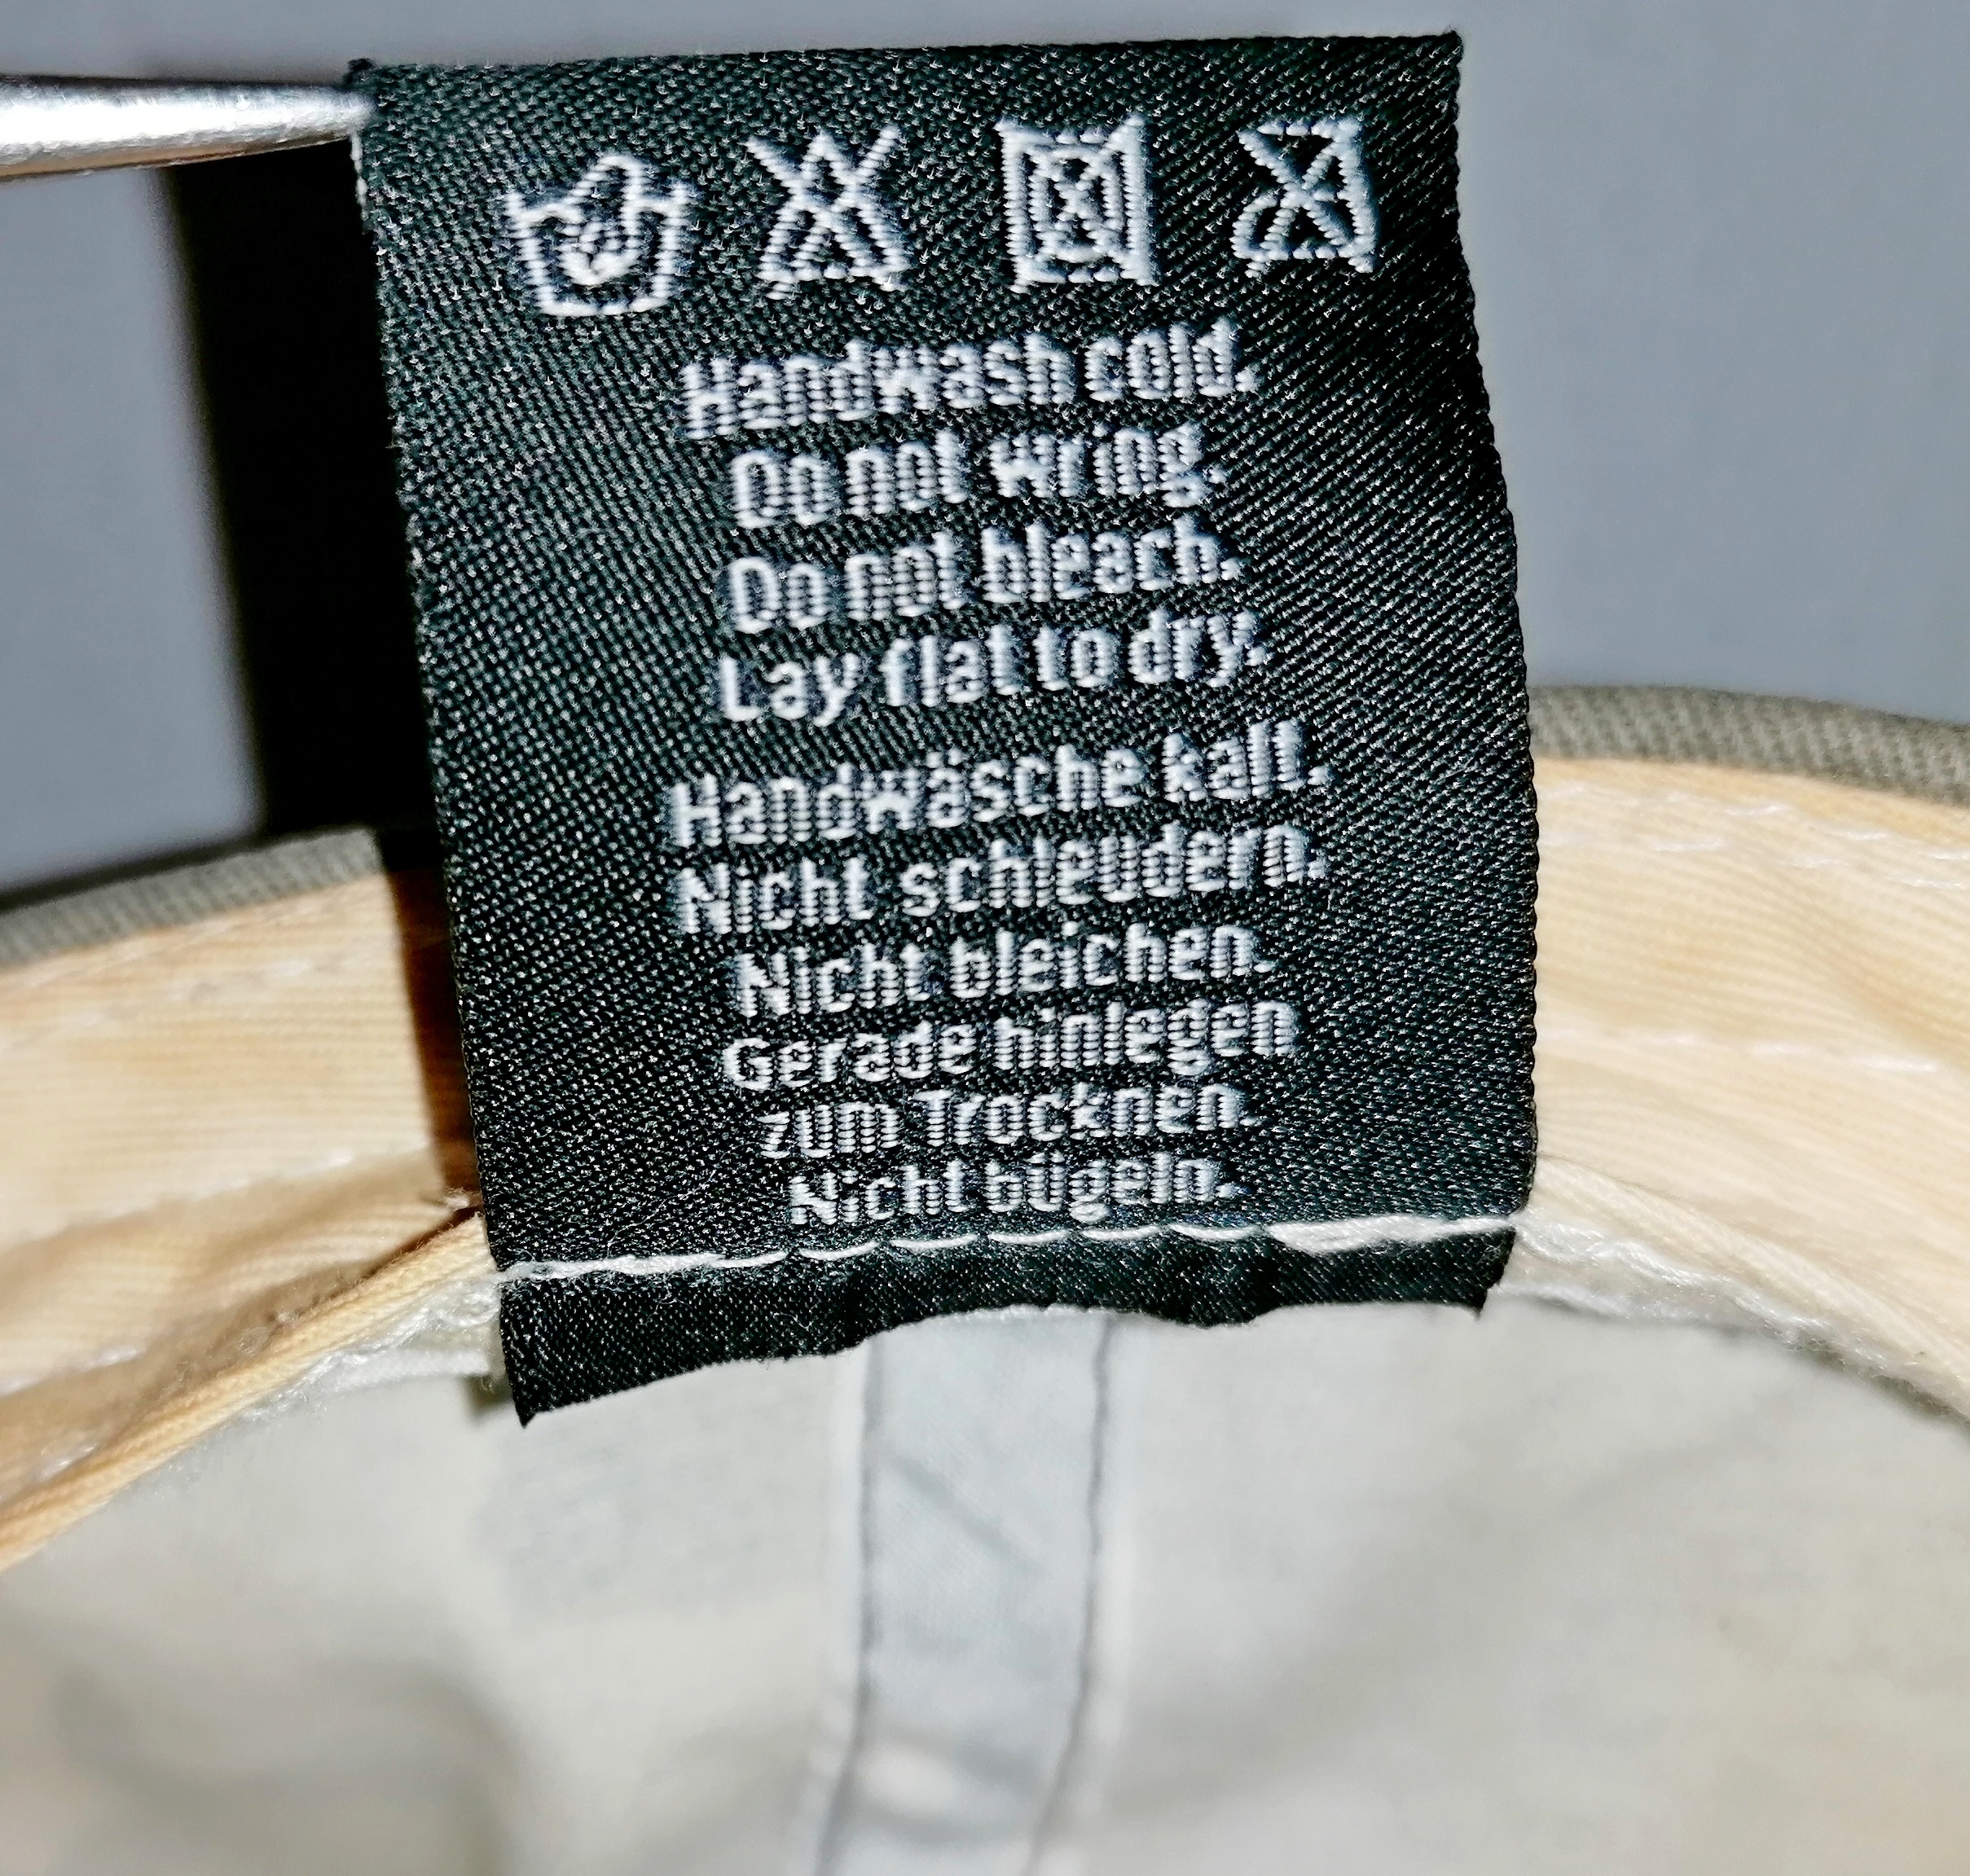 Handwash cold.
Do not wring.
Do not bleach.
Lay flat to dry.
Handwäsche kalt.
Nicht schleudern.
Nicht bleichen.
Gerade hinlegen
zum Trocknen.
Nicht bügeln.